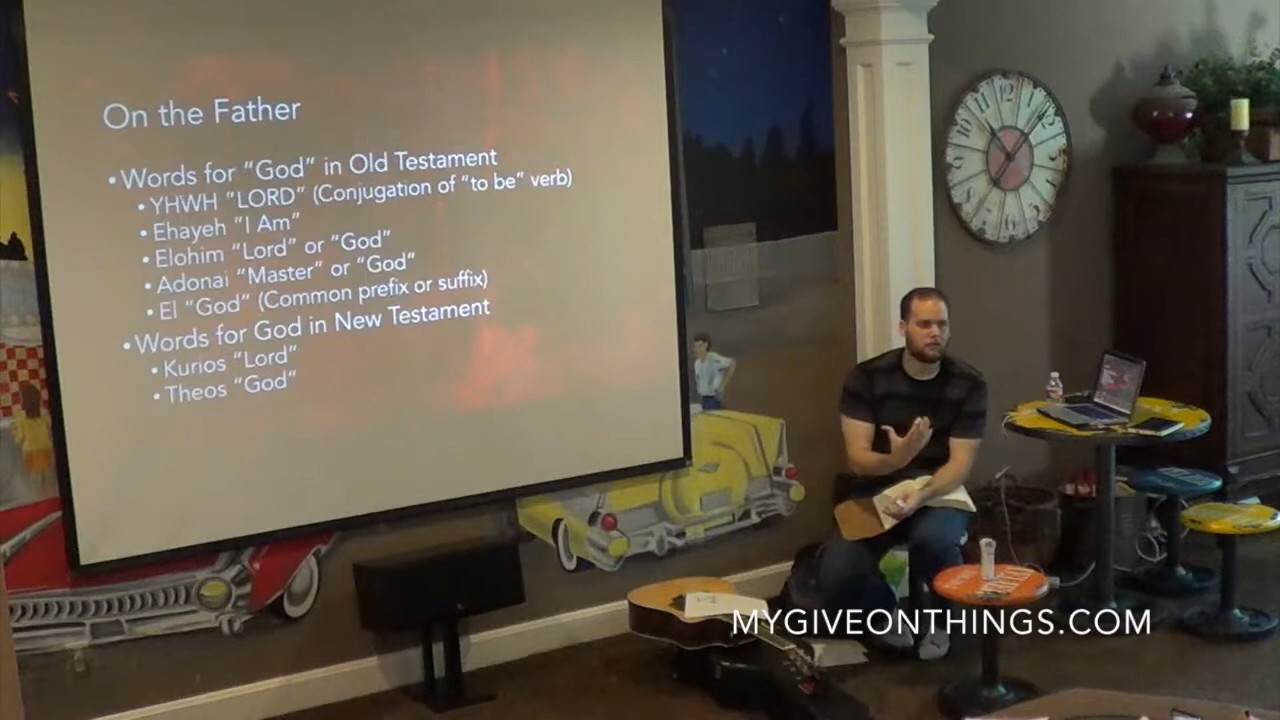 On the Father
• Words for “God” in Old Testament
• YHWH “LORD” (Conjugation of “to be” verb)
• Ehayeh “I Am”
• Elohim “Lord” or “God”
• Adonai “Master” or “God”
• El “God” (Common prefix or suffix)
• Words for God in New Testament
• Kurios “Lord”
• Theos “God”
MYGIVEONTHINGS.COM